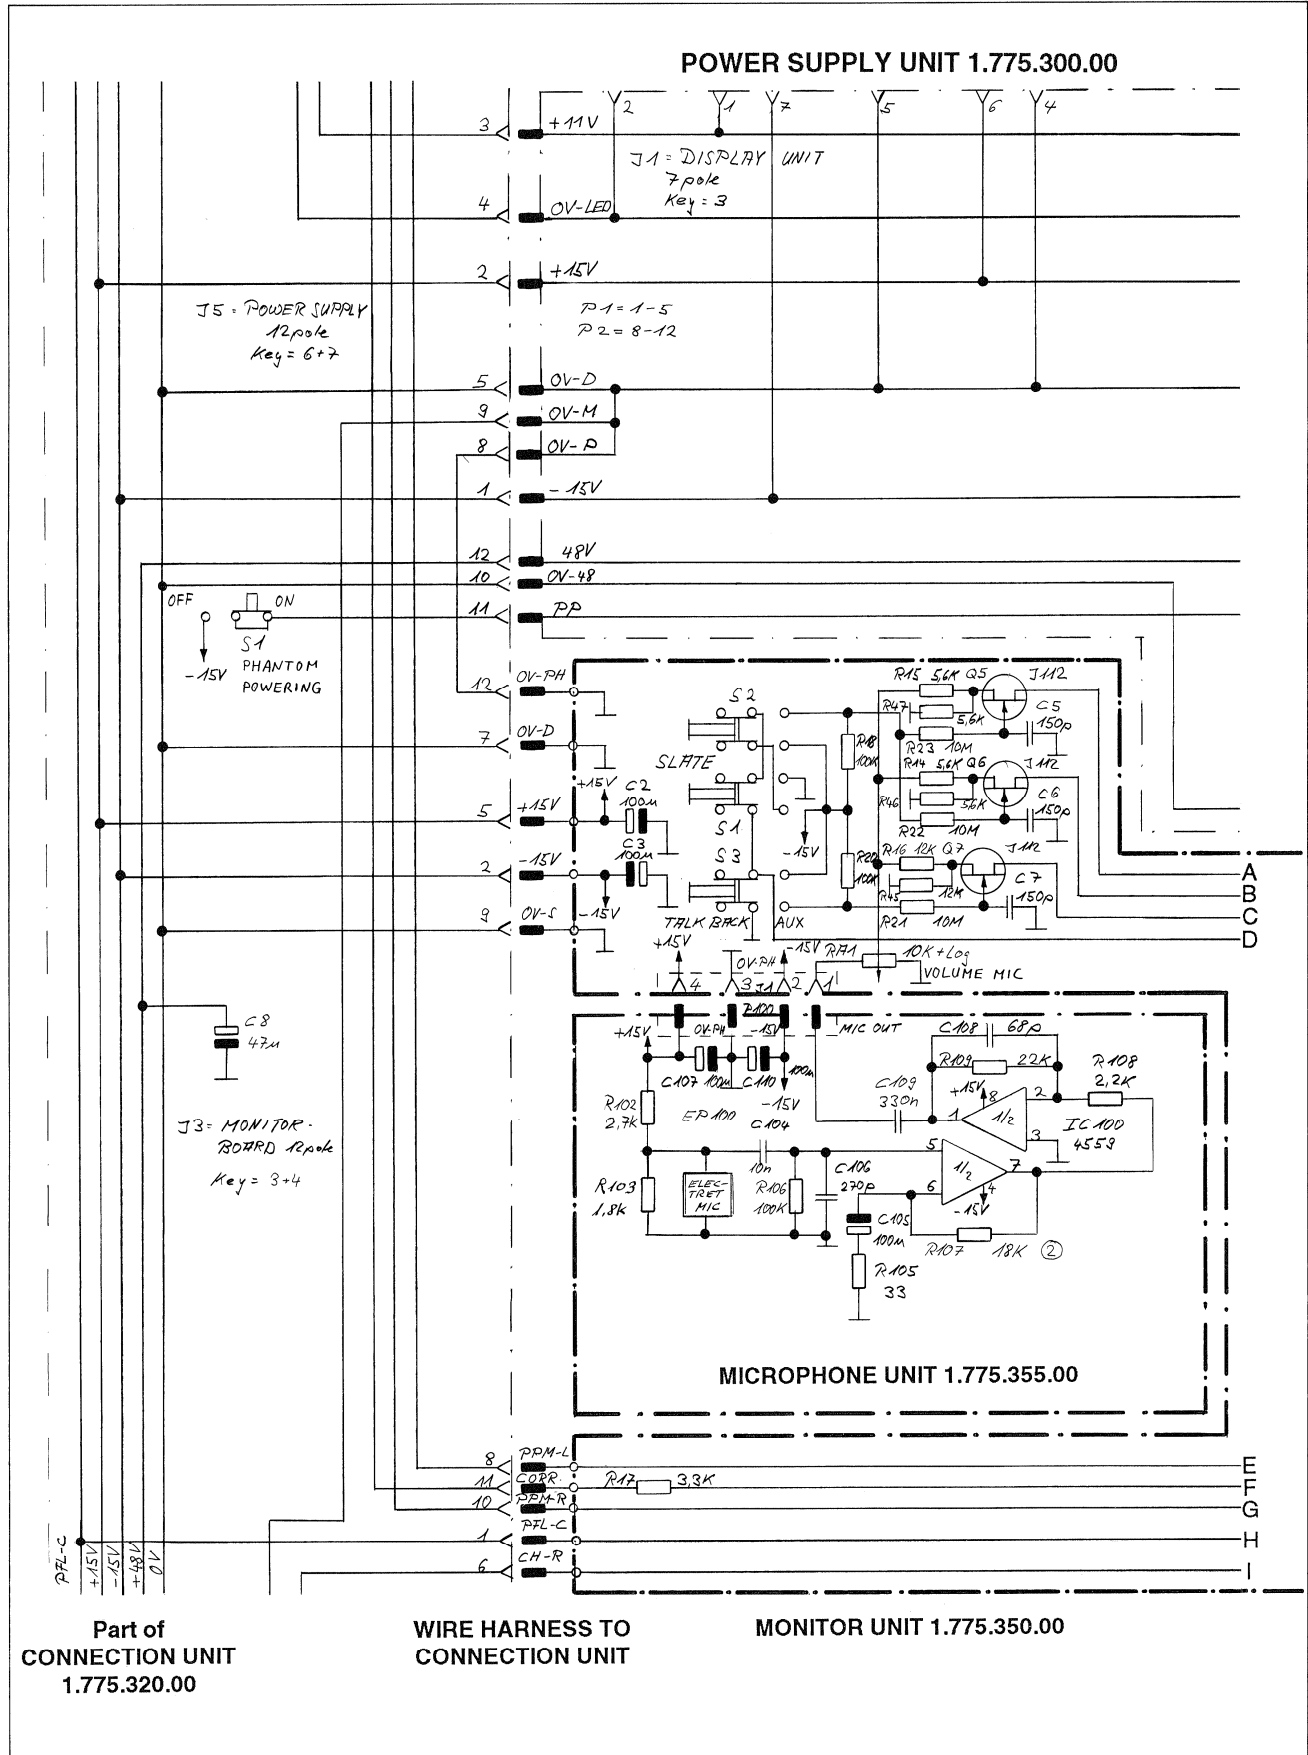 POWER SUPPLY UNIT 1.775.300.00
2 1 7 5 6 4
3 +11V
J1 = DISPLAY UNIT
7pole
Key = 3
4 0V-LED
2 +15V
J5 = POWER SUPPLY
12pole
Key = 6+7
P1 = 1-5
P2 = 8-12
5 0V-D
9 0V-M
8 0V-P
1 -15V
12 48V
10 0V-48
11 PP
OFF ON
S1
-15V
PHANTOM
POWERING
12 0V-PH
7 0V-D
5 +15V
2 -15V
9 0V-S
+15V
C2
100µ
C3
100µ
-15V
S2
SLATE
S1
S3
TALK BACK
AUX
-15V
R18
100K
R20
100K
R15 5,6K Q5 J112
R47 5,6K
R23 10M
C5
150p
R14 5,6K Q6 J112
R46 5,6K
R22 10M
C6
150p
R16 12K Q7 J112
R45 12K
R21 10M
C7
150p
A
B
C
D
+15V
0V-PH
-15V
RA1 10K+Log
VOLUME MIC
4 3 J1 2 1
P100
+15V
0V-PH
-15V
MIC OUT
C107 100µ
C110 100µ
-15V
C108 68p
R109 22K
R108
2,2K
C109
330n
+15V
8
1 1/2 2
3
IC100
4559
R102
2,7K
EP100
C104
10n
R103
1,8K
ELEC-
TRET
MIC
R106
100K
C106
270p
5
6
1/2
7
4
-15V
C105
100µ
R107 18K ②
R105
33
MICROPHONE UNIT 1.775.355.00
C8
47µ
J3 = MONITOR-
BOARD 12pole
Key = 3+4
8 PPM-L
11 CORR.
10 PPM-R
1 PFL-C
6 CH-R
R17 3,3K
E
F
G
H
I
PFL-C
+15V
-15V
+48V
0V
Part of
CONNECTION UNIT
1.775.320.00
WIRE HARNESS TO
CONNECTION UNIT
MONITOR UNIT 1.775.350.00